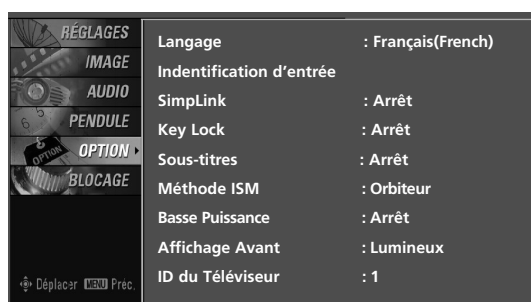 RÉGLAGES
IMAGE
AUDIO
PENDULE
OPTION
BLOCAGE
Déplacer MENU Préc.
Langage : Français(French)
Indentification d'entrée
SimpLink : Arrêt
Key Lock : Arrêt
Sous-titres : Arrêt
Méthode ISM : Orbiteur
Basse Puissance : Arrêt
Affichage Avant : Lumineux
ID du Téléviseur : 1